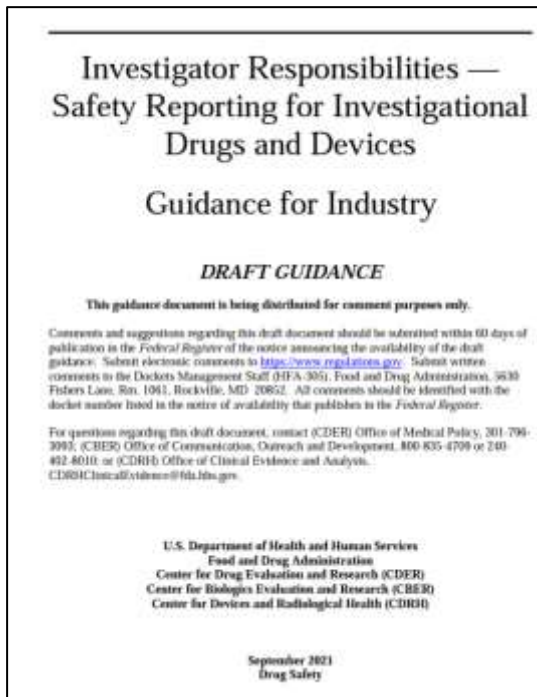 Investigator Responsibilities —
Safety Reporting for Investigational
Drugs and Devices
Guidance for Industry
DRAFT GUIDANCE
This guidance document is being distributed for comment purposes only.
Comments and suggestions regarding this draft document should be submitted within 60 days of
publication in the Federal Register of the notice announcing the availability of the draft
guidance. Submit electronic comments to https://www.regulations.gov. Submit written
comments to the Dockets Management Staff (HFA-305), Food and Drug Administration, 5630
Fishers Lane, Rm. 1061, Rockville, MD 20852. All comments should be identified with the
docket number listed in the notice of availability that publishes in the Federal Register.
For questions regarding this draft document, contact (CDER) Office of Medical Policy, 301-796-
(CBER) Office of Communication, Outreach and Development, 800-835-4709 or 240-
402-8010; or (CDRH) Office of Clinical Evidence and Analysis,
CDRHClinicalEvidence@fda.hhs.gov.
U.S. Department of Health and Human Services
Food and Drug Administration
Center for Drug Evaluation and Research (CDER)
Center for Biologics Evaluation and Research (CBER)
Center for Devices and Radiological Health (CDRH)
September 2021
Drug Safety